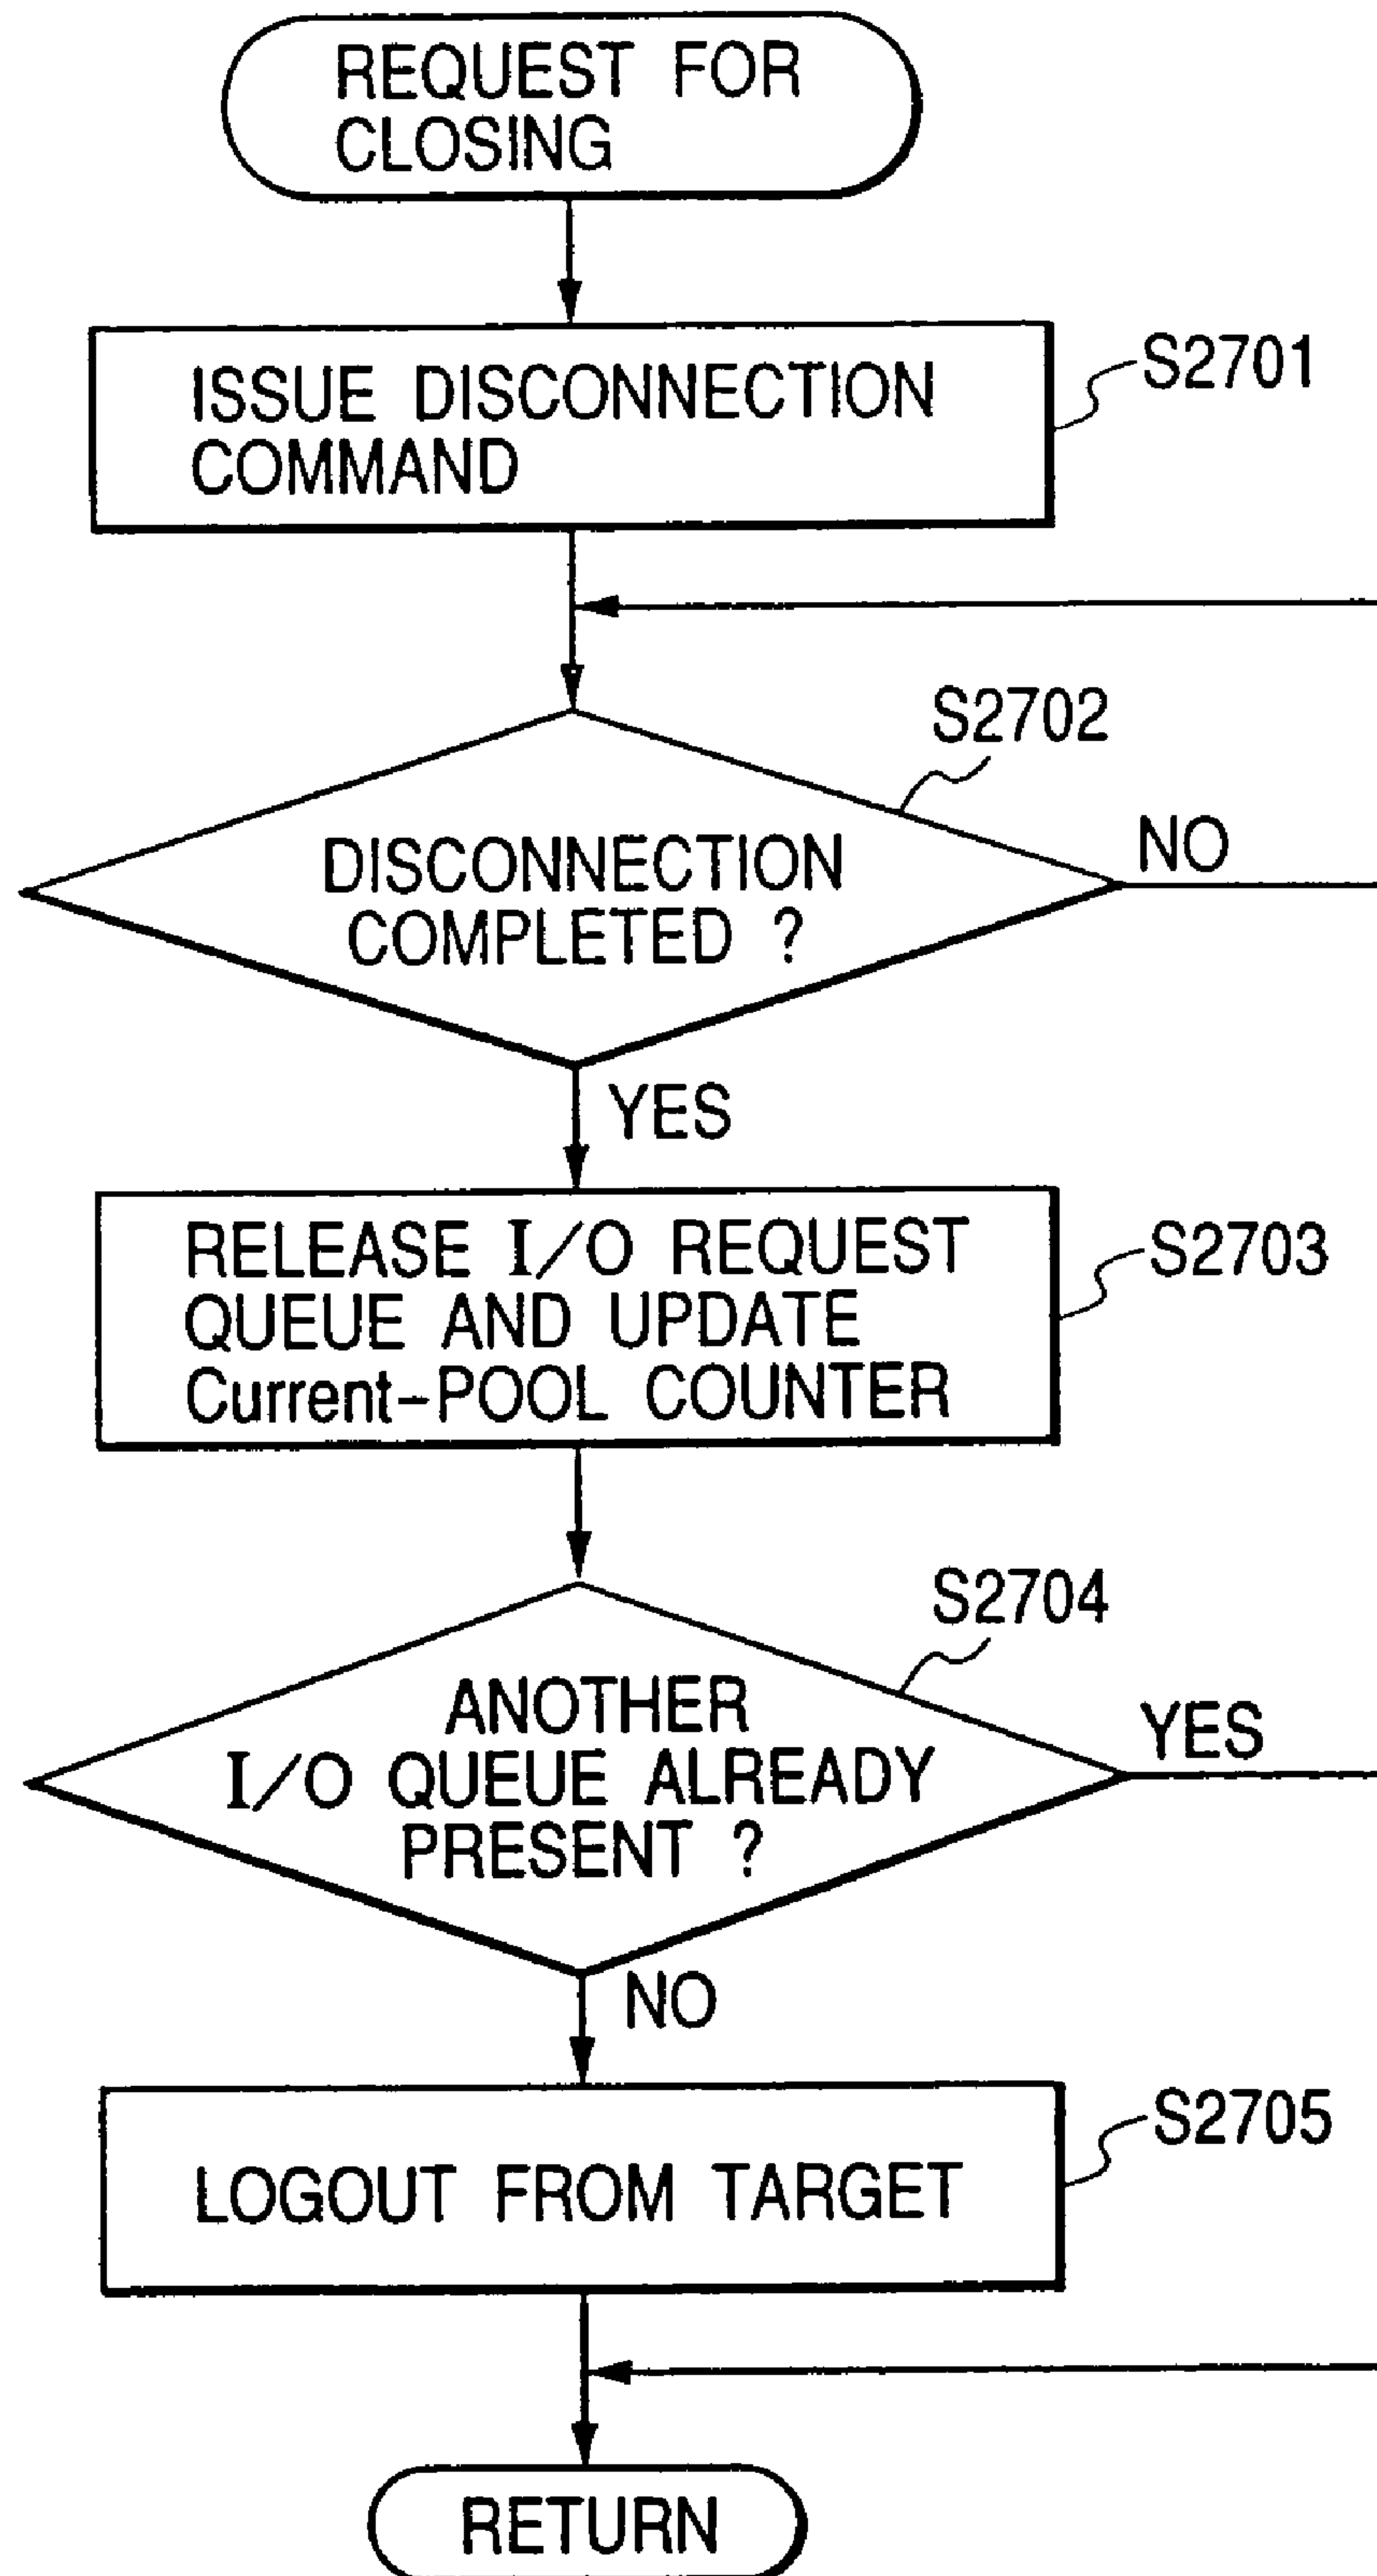 REQUEST FOR
CLOSING
ISSUE DISCONNECTION
COMMAND
S2701
S2702
DISCONNECTION
COMPLETED ?
NO
YES
RELEASE I/O REQUEST
QUEUE AND UPDATE
Current-POOL COUNTER
S2703
S2704
ANOTHER
I/O QUEUE ALREADY
PRESENT ?
YES
NO
S2705
LOGOUT FROM TARGET
RETURN